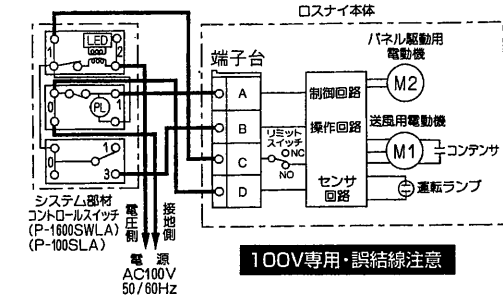 ロスナイ本体
LED
1
2
端子台
パネル駆動用
電動機
M2
A
制御回路
0
PL
1
B
操作回路
リミット
スイッチ
NC
NO
送風用電動機
M1
コンデンサ
C
0
1
3
D
センサ
回路
運転ランプ
システム部材
コントロールスイッチ
(P-1600SWLA)
(P-100SLA)
電圧側
接地側
電源
AC100V
50/60Hz
100V専用・誤結線注意